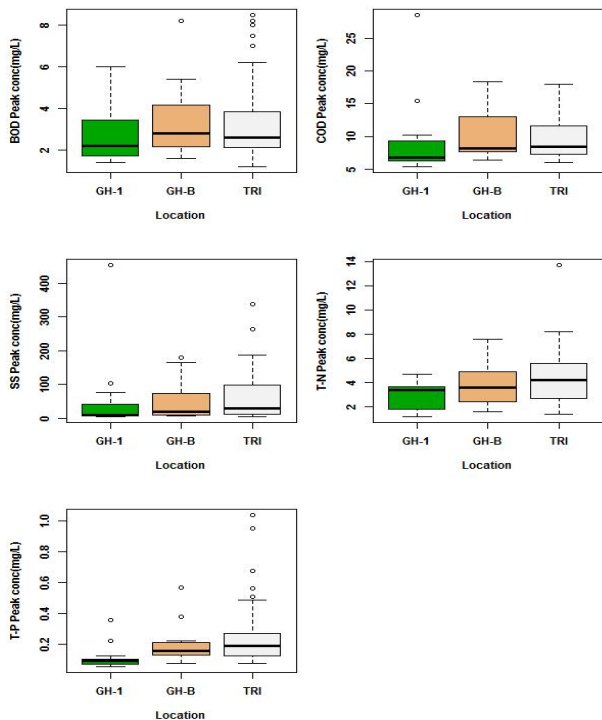 BOD Peak conc(mg/L)
8
6
4
2
GH-1 GH-B TRI
Location
COD Peak conc(mg/L)
25
20
15
10
5
GH-1 GH-B TRI
Location
SS Peak conc(mg/L)
400
300
200
100
0
GH-1 GH-B TRI
Location
T-N Peak conc(mg/L)
14
12
10
8
6
4
2
GH-1 GH-B TRI
Location
T-P Peak conc(mg/L)
1.0
0.8
0.6
0.4
0.2
GH-1 GH-B TRI
Location